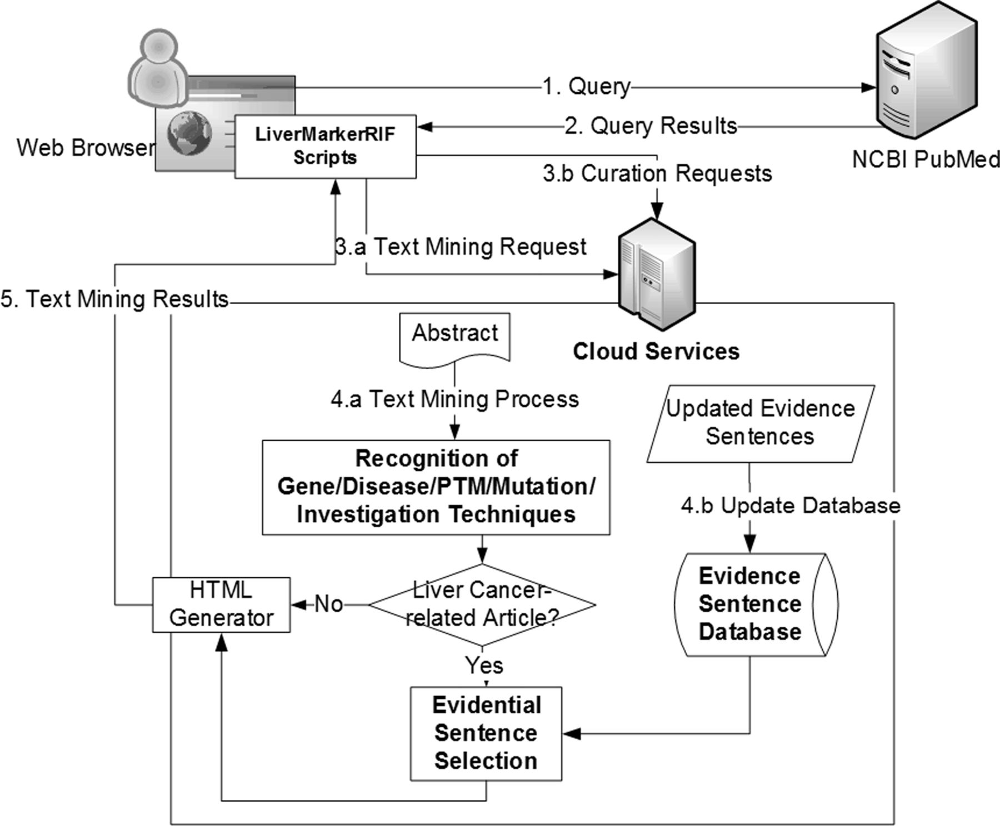 1. Query
2. Query Results
LiverMarkerRIF
Scripts
Web Browser
NCBI PubMed
3.b Curation Requests
3.a Text Mining Request
5. Text Mining Results
Abstract
Cloud Services
4.a Text Mining Process
Updated Evidence
Sentences
Recognition of
Gene/Disease/PTM/Mutation/
Investigation Techniques
4.b Update Database
Evidence
Sentence
Database
Liver Cancer-
related Article?
No
HTML
Generator
Yes
Evidential
Sentence
Selection